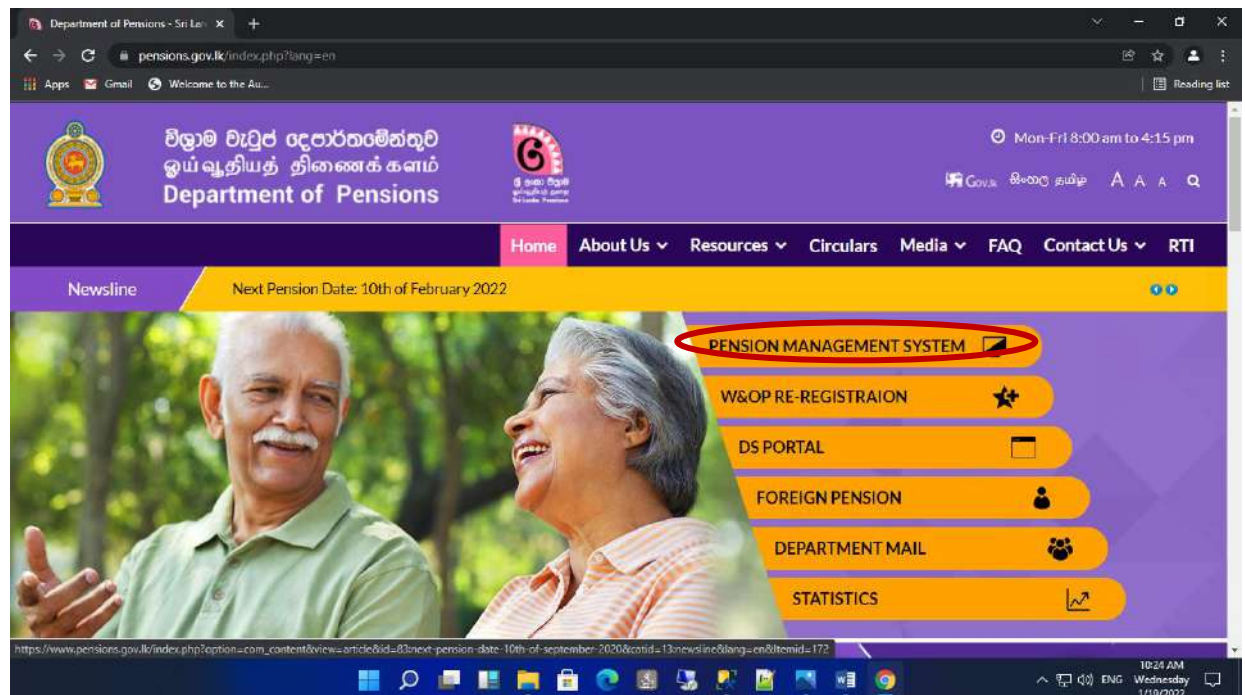 Department of Pensions - Sri Lan
pensions.gov.lk/index.php?lang=en
Apps Gmail Welcome to the Au... Reading list
විශ්‍රාම වැටුප් දෙපාර්තමේන්තුව
ஓய்வூதியத் திணைக்களம்
Department of Pensions
Mon-Fri 8:00 am to 4:15 pm
Gov.lk සිංහල தமிழ் A A A
Home About Us Resources Circulars Media FAQ Contact Us RTI
Newsline Next Pension Date: 10th of February 2022
PENSION MANAGEMENT SYSTEM
W&OP RE-REGISTRAION
DS PORTAL
FOREIGN PENSION
DEPARTMENT MAIL
STATISTICS
https://www.pensions.gov.lk/index.php?option=com_content&view=article&id=83:next-pension-date-10th-of-september-2020&catid=13:newsline&lang=en&Itemid=172
10:24 AM
ENG Wednesday